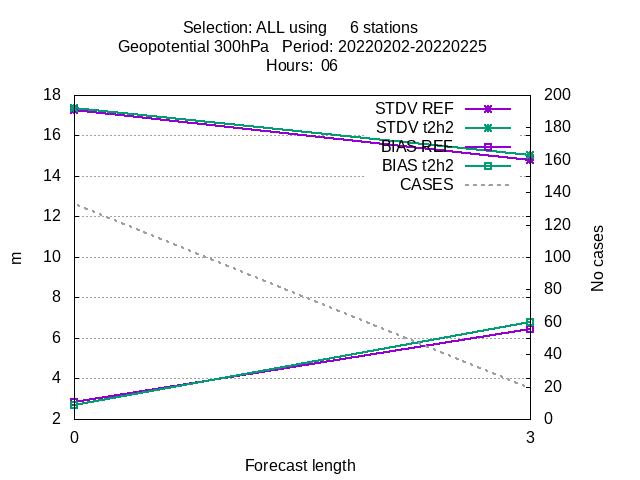 Selection: ALL using     6 stations
Geopotential 300hPa   Period: 20220202-20220225
Hours:  06
18 200
STDV REF
180
STDV t2h2
16
BIAS REF
160
BIAS t2h2
14
CASES
140
12
120
10 100
m
No cases
8
80
60
6
40
4
20
2 0
0 3
Forecast length